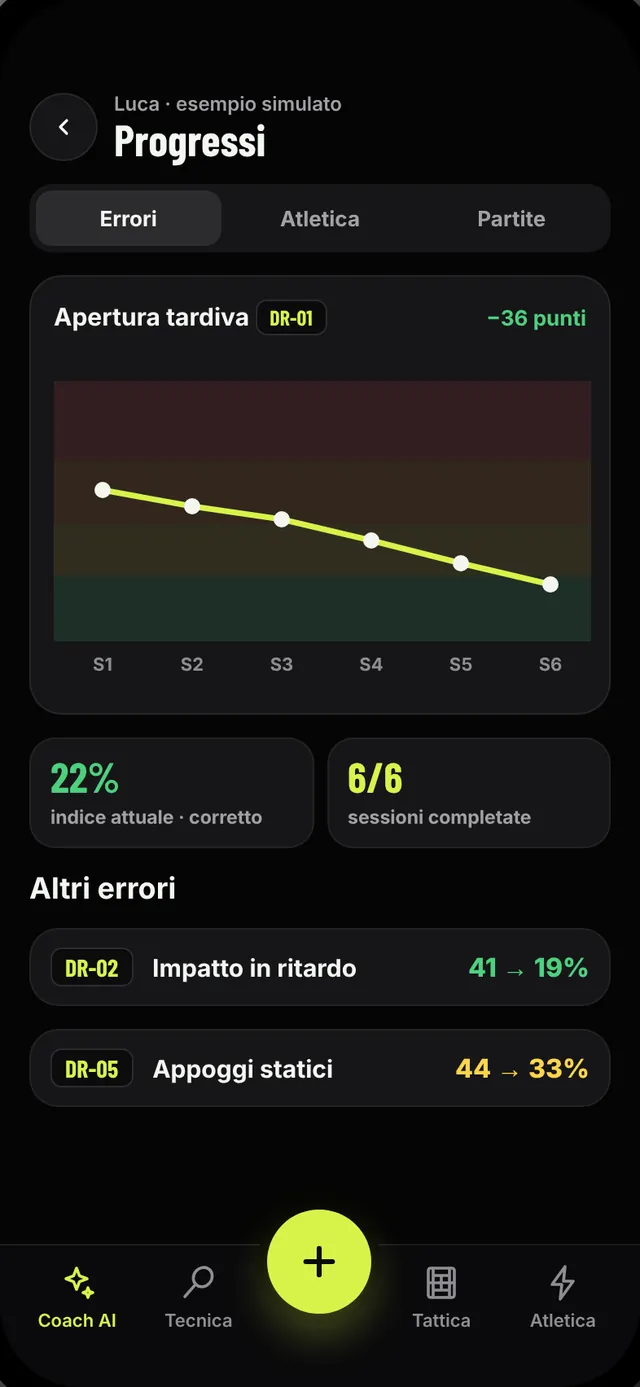 Luca · esempio simulato
Progressi
Errori Atletica Partite
Apertura tardiva DR-01 −36 punti
S1 S2 S3 S4 S5 S6
22% 6/6
indice attuale · corretto sessioni completate
Altri errori
DR-02 Impatto in ritardo 41 → 19%
DR-05 Appoggi statici 44 → 33%
Coach AI Tecnica Tattica Atletica